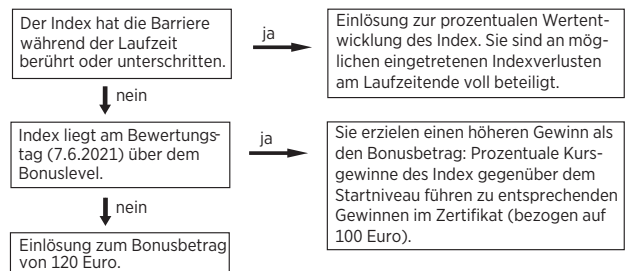 Der Index hat die Barriere
während der Laufzeit
berührt oder unterschritten.
ja
Einlösung zur prozentualen Wertent-
wicklung des Index. Sie sind an mög-
lichen eingetretenen Indexverlusten
am Laufzeitende voll beteiligt.
nein
Index liegt am Bewertungs-
tag (7.6.2021) über dem
Bonuslevel.
ja
Sie erzielen einen höheren Gewinn als
den Bonusbetrag: Prozentuale Kurs-
gewinne des Index gegenüber dem
Startniveau führen zu entsprechenden
Gewinnen im Zertifikat (bezogen auf
100 Euro).
nein
Einlösung zum Bonusbetrag
von 120 Euro.